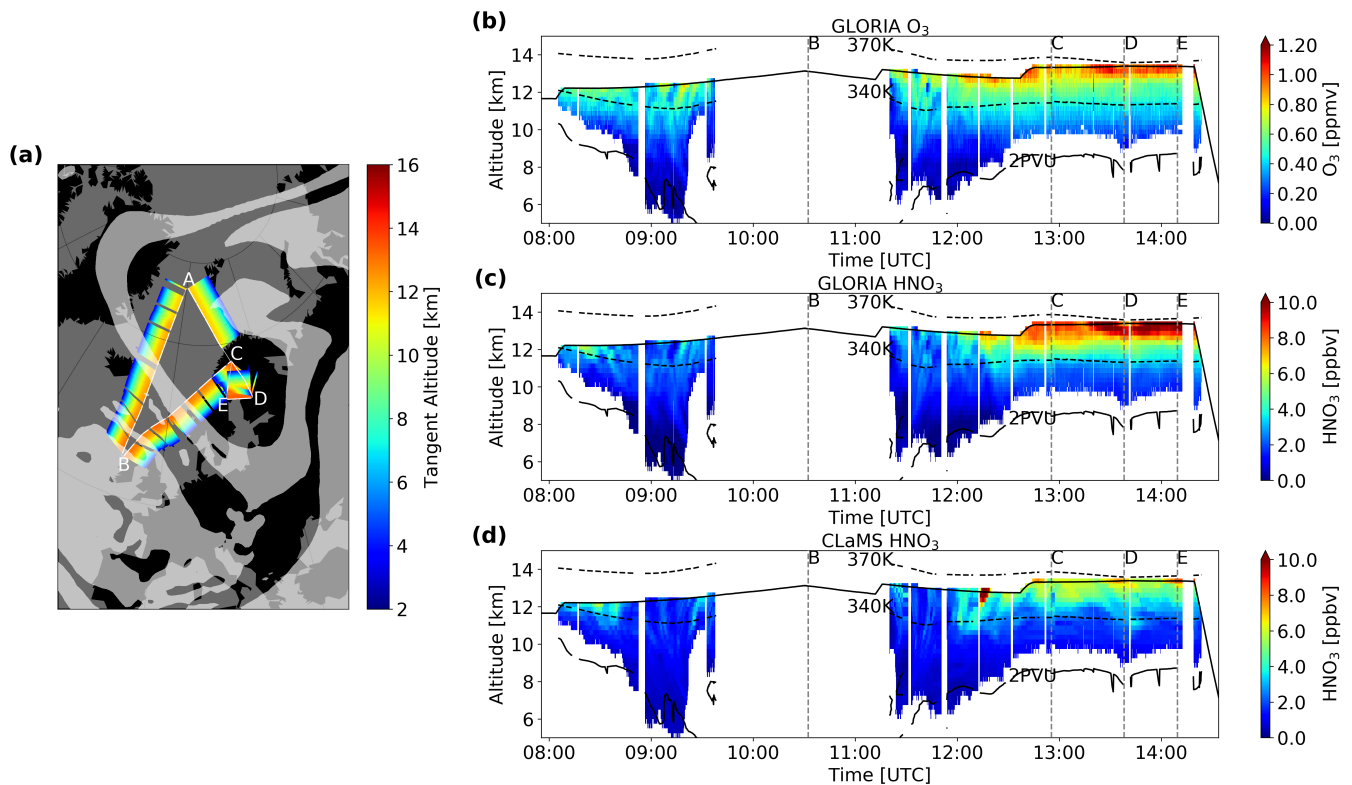 (a)
A
B
C
D
E
16
14
12
10
8
6
4
2
Tangent Altitude [km]
(b)
GLORIA O₃
370K
340K
2PVU
B
C
D
E
14
12
10
8
6
Altitude [km]
08:00 09:00 10:00 11:00 12:00 13:00 14:00
Time [UTC]
1.20
1.00
0.80
0.60
0.40
0.20
0.00
O₃ [ppmv]
(c)
GLORIA HNO₃
370K
340K
2PVU
B
C
D
E
14
12
10
8
6
Altitude [km]
08:00 09:00 10:00 11:00 12:00 13:00 14:00
Time [UTC]
10.0
8.0
6.0
4.0
2.0
0.0
HNO₃ [ppbv]
(d)
CLaMS HNO₃
370K
340K
2PVU
B
C
D
E
14
12
10
8
6
Altitude [km]
08:00 09:00 10:00 11:00 12:00 13:00 14:00
Time [UTC]
10.0
8.0
6.0
4.0
2.0
0.0
HNO₃ [ppbv]